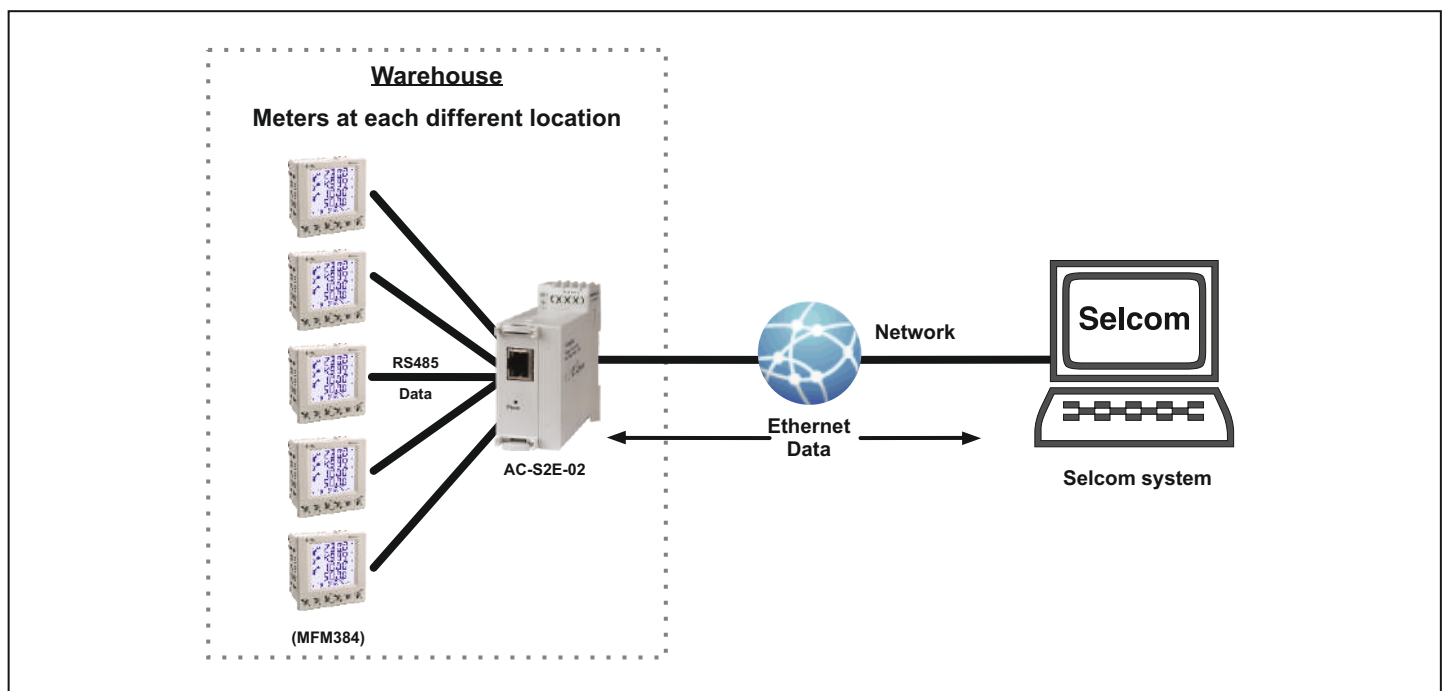 Warehouse
Meters at each different location
RS485
Data
(MFM384)
AC-S2E-02
Network
Ethernet
Data
Selcom
Selcom system